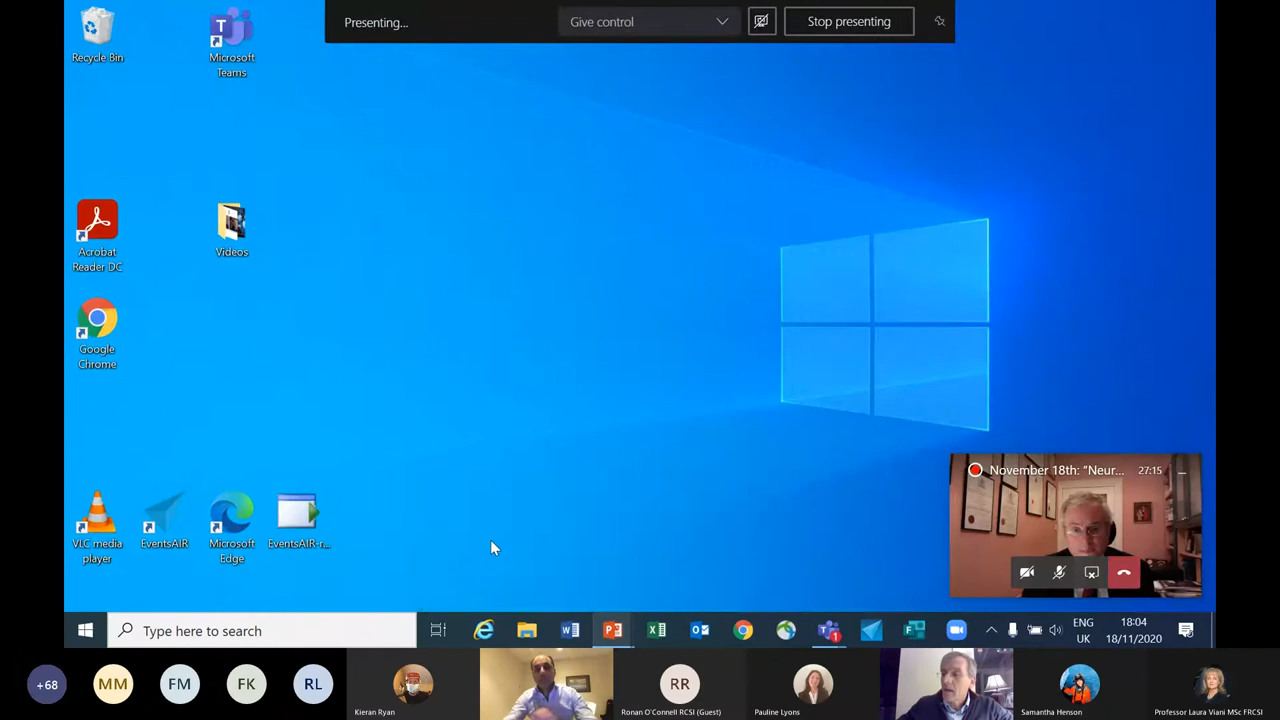 Presenting...
Give control
Stop presenting
Recycle Bin
Microsoft
Teams
Acrobat
Reader DC
Videos
Google
Chrome
VLC media
player
EventsAIR
Microsoft
Edge
EventsAIR-r...
November 18th: "Neur...
27:15
Type here to search
1
ENG
UK
18:04
18/11/2020
+68
MM
FM
FK
RL
Kieran Ryan
RR
Ronan O'Connell RCSI (Guest)
Pauline Lyons
Samantha Henson
Professor Laura Viani MSc FRCSI